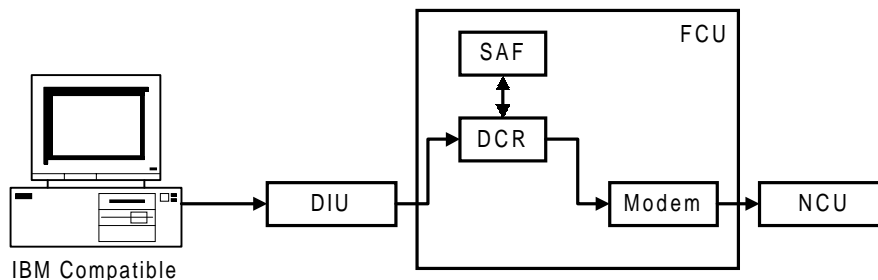 FCU
SAF
DCR
DIU
Modem
NCU
IBM Compatible